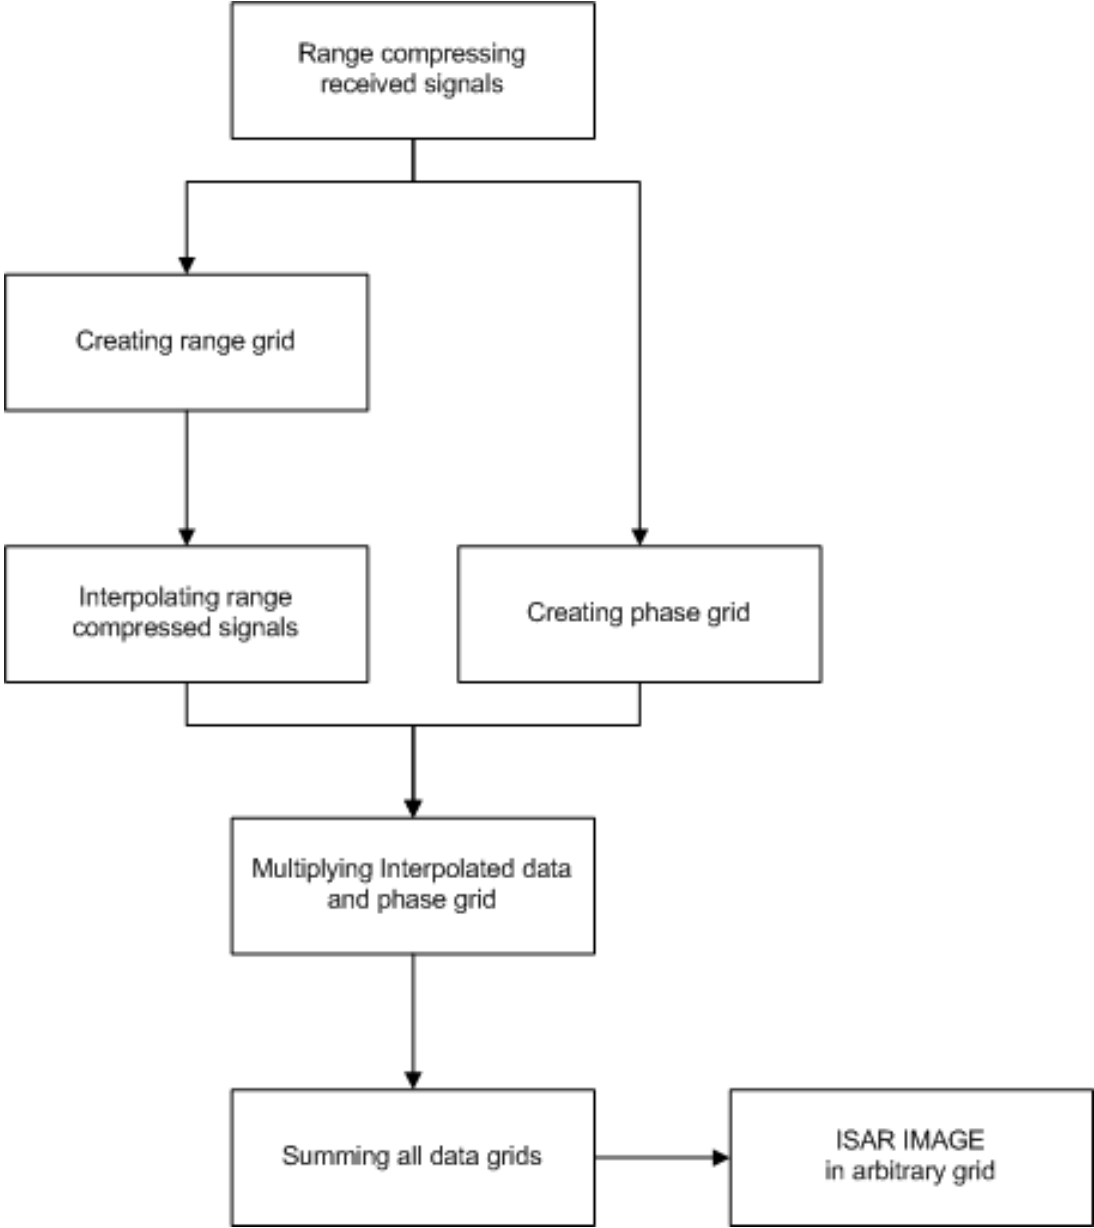 Range compressing
received signals
Creating range grid
Interpolating range
compressed signals
Creating phase grid
Multiplying Interpolated data
and phase grid
Summing all data grids
ISAR IMAGE
in arbitrary grid